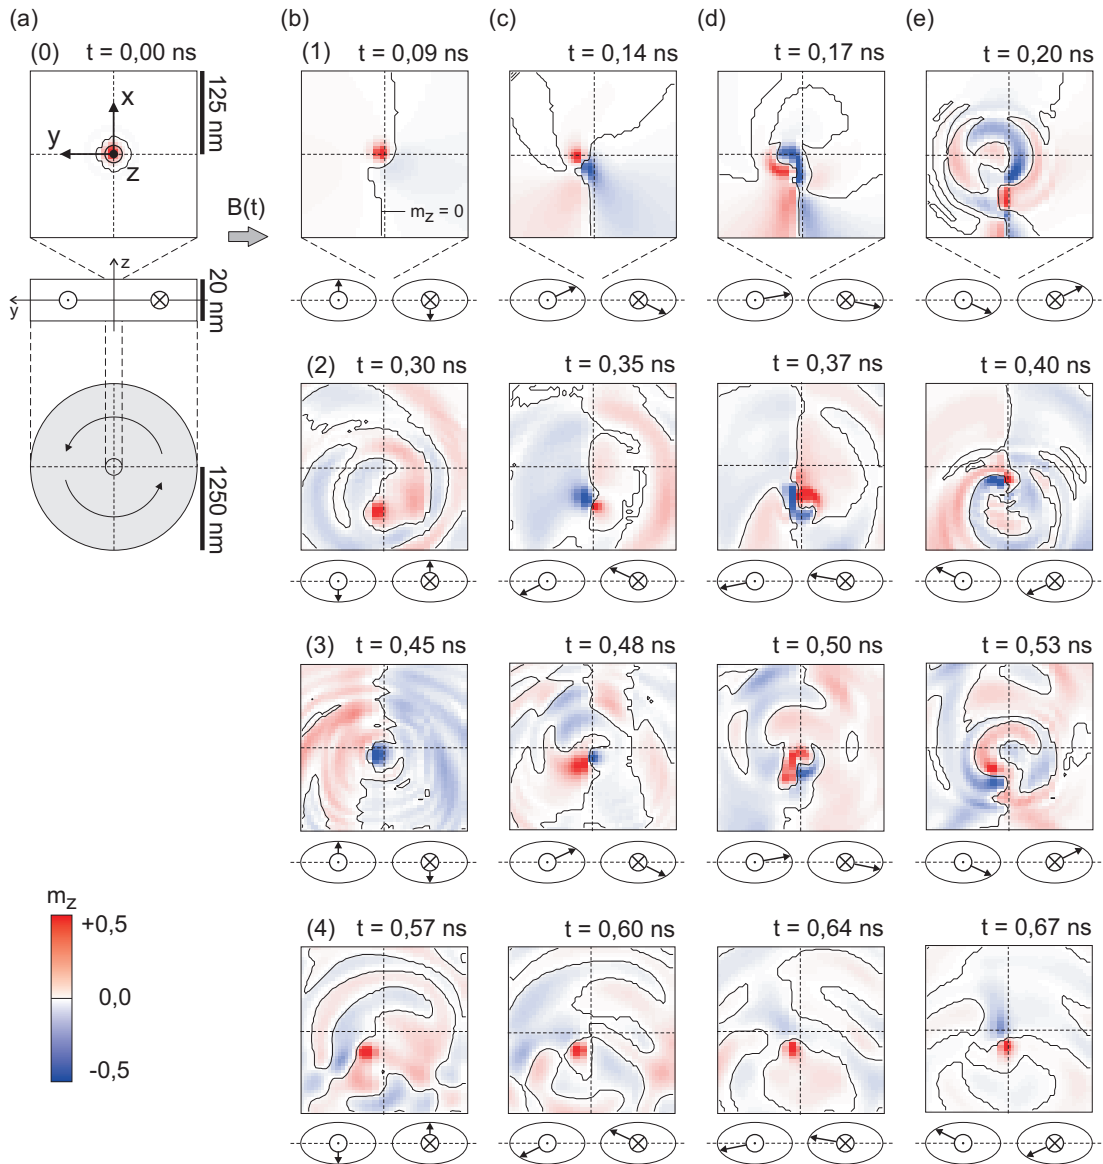 (a) (b) (c) (d) (e)
(0) t = 0,00 ns (1) t = 0,09 ns t = 0,14 ns t = 0,17 ns t = 0,20 ns
x
y
z
125 nm
B(t)
m_z = 0
z
y
20 nm
(2) t = 0,30 ns t = 0,35 ns t = 0,37 ns t = 0,40 ns
1250 nm
(3) t = 0,45 ns t = 0,48 ns t = 0,50 ns t = 0,53 ns
m_z
+0,5
0,0
-0,5
(4) t = 0,57 ns t = 0,60 ns t = 0,64 ns t = 0,67 ns